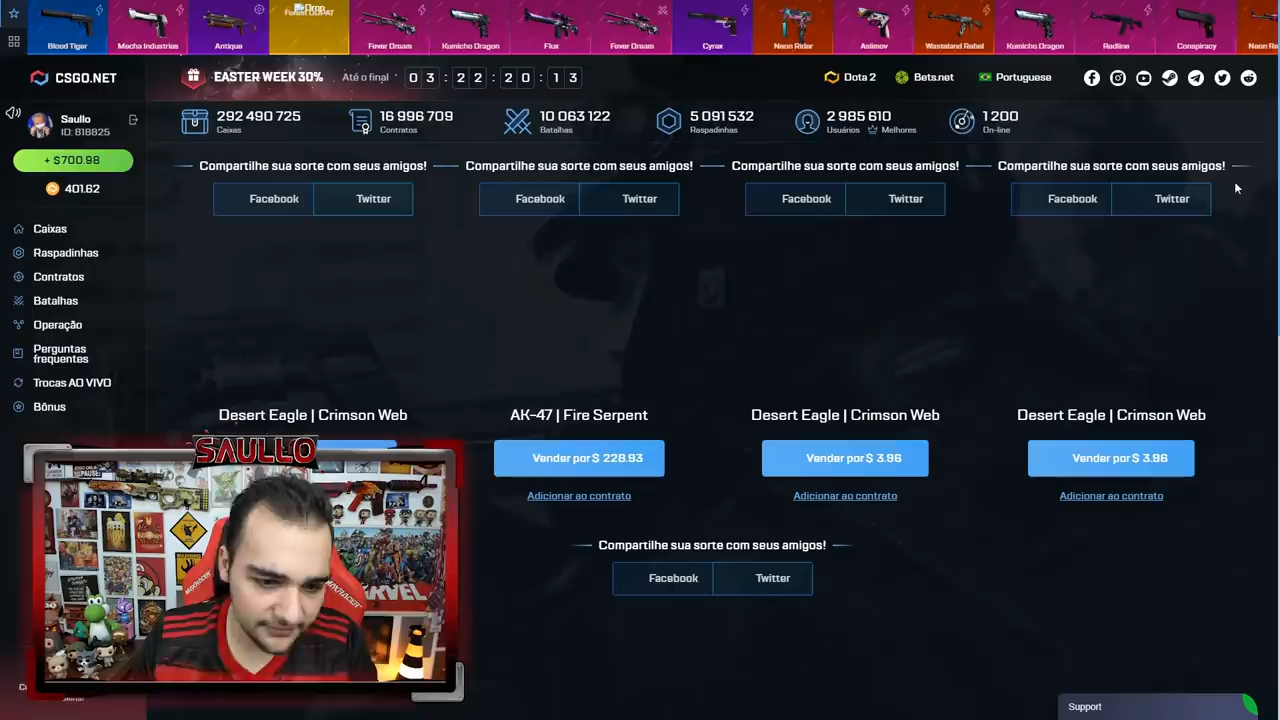 Blood Tiger
Mecha Industries
Antique
Drop
Forest DDPAT
Fever Dream
Kumicho Dragon
Flux
Fever Dream
Cyrex
Neon Rider
Asiimov
Wasteland Rebel
Kumicho Dragon
Redline
Conspiracy
Neon Ra
CSGO.NET
EASTER WEEK 30%
Até o final
0 3 : 2 2 : 2 0 : 1 3
Dota 2
Bets.net
Portuguese
Saullo
ID: 818825
+ $700.98
401.62
292 490 725
Caixas
16 996 709
Contratos
10 063 122
Batalhas
5 091 532
Raspadinhas
2 985 610
Usuários
Melhores
1 200
On-line
Compartilhe sua sorte com seus amigos!
Compartilhe sua sorte com seus amigos!
Compartilhe sua sorte com seus amigos!
Compartilhe sua sorte com seus amigos!
Facebook
Twitter
Facebook
Twitter
Facebook
Twitter
Facebook
Twitter
Caixas
Raspadinhas
Contratos
Batalhas
Operação
Perguntas
frequentes
Trocas AO VIVO
Bônus
Desert Eagle | Crimson Web
AK-47 | Fire Serpent
Desert Eagle | Crimson Web
Desert Eagle | Crimson Web
Vender por $ 228.93
Vender por $ 3.96
Vender por $ 3.96
Adicionar ao contrato
Adicionar ao contrato
Adicionar ao contrato
Compartilhe sua sorte com seus amigos!
Facebook
Twitter
SAULLO
MAXRACER
MAXRACER
MARVEL
Support